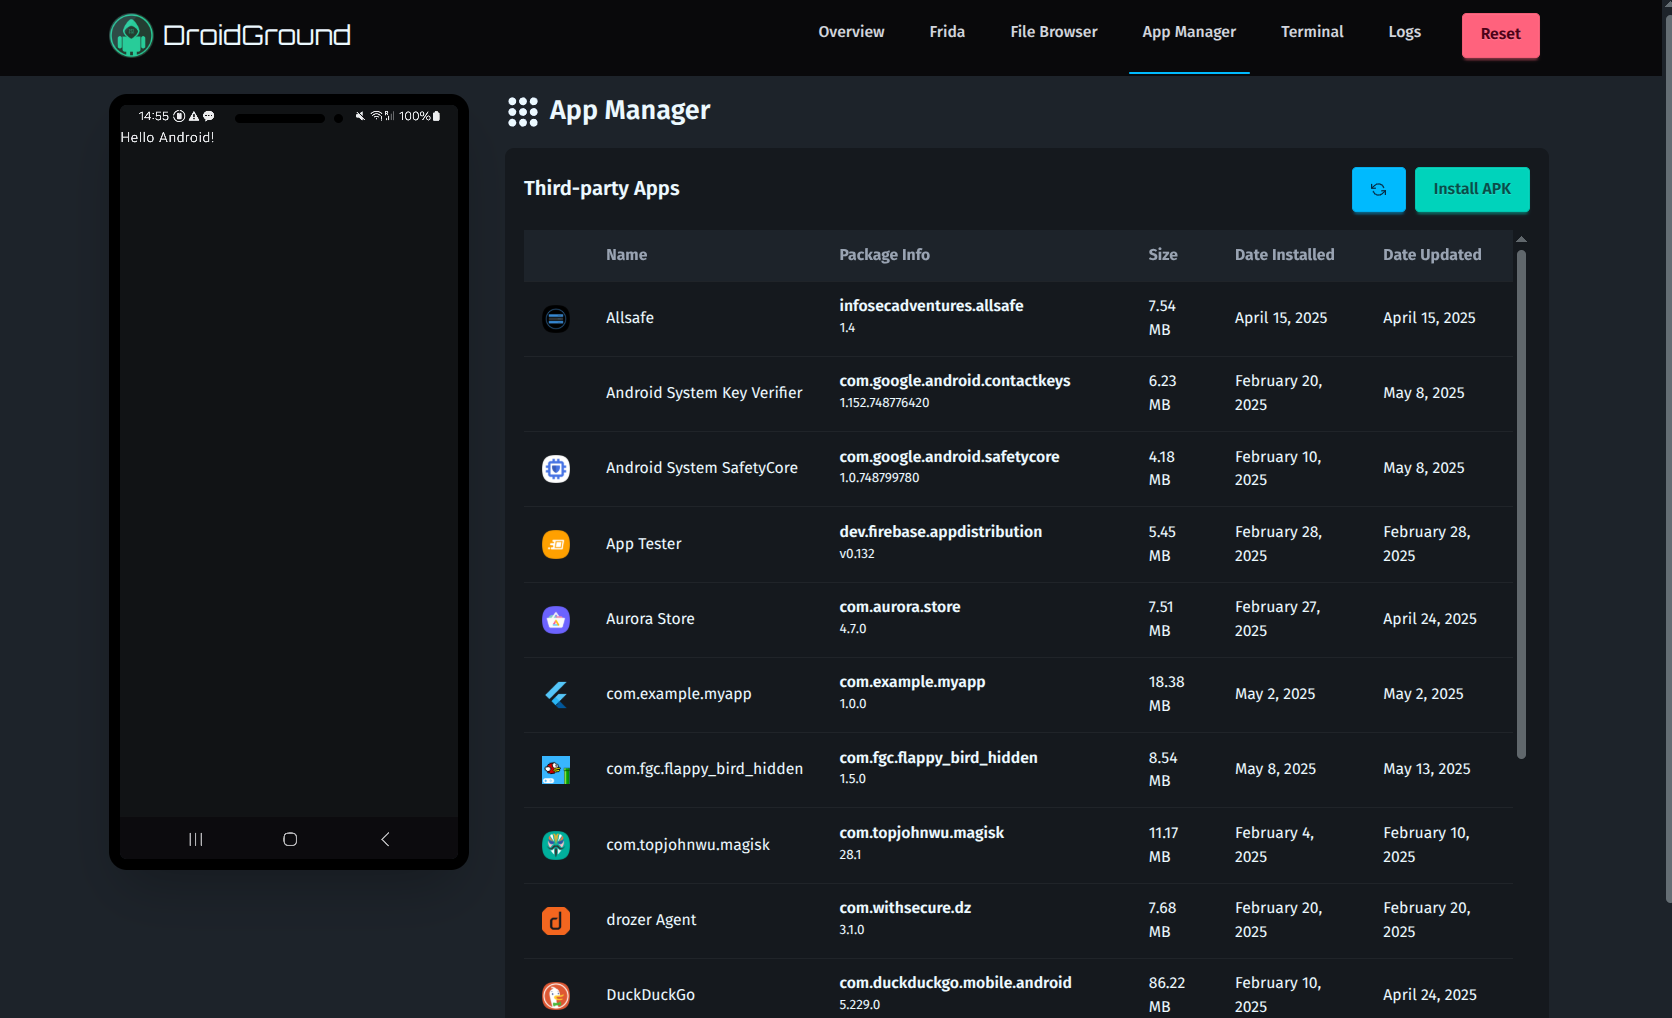 DroidGround
Overview Frida File Browser App Manager Terminal Logs Reset
14:55 100%
Hello Android!
App Manager
Third-party Apps
Install APK
Name Package Info Size Date Installed Date Updated
Allsafe infosecadventures.allsafe 1.4 7.54 MB April 15, 2025 April 15, 2025
Android System Key Verifier com.google.android.contactkeys 1.152.748776420 6.23 MB February 20, 2025 May 8, 2025
Android System SafetyCore com.google.android.safetycore 1.0.748799780 4.18 MB February 10, 2025 May 8, 2025
App Tester dev.firebase.appdistribution v0.132 5.45 MB February 28, 2025 February 28, 2025
Aurora Store com.aurora.store 4.7.0 7.51 MB February 27, 2025 April 24, 2025
com.example.myapp com.example.myapp 1.0.0 18.38 MB May 2, 2025 May 2, 2025
com.fgc.flappy_bird_hidden com.fgc.flappy_bird_hidden 1.5.0 8.54 MB May 8, 2025 May 13, 2025
com.topjohnwu.magisk com.topjohnwu.magisk 28.1 11.17 MB February 4, 2025 February 10, 2025
d drozer Agent com.withsecure.dz 3.1.0 7.68 MB February 20, 2025 February 20, 2025
DuckDuckGo com.duckduckgo.mobile.android 5.229.0 86.22 MB February 10, 2025 April 24, 2025